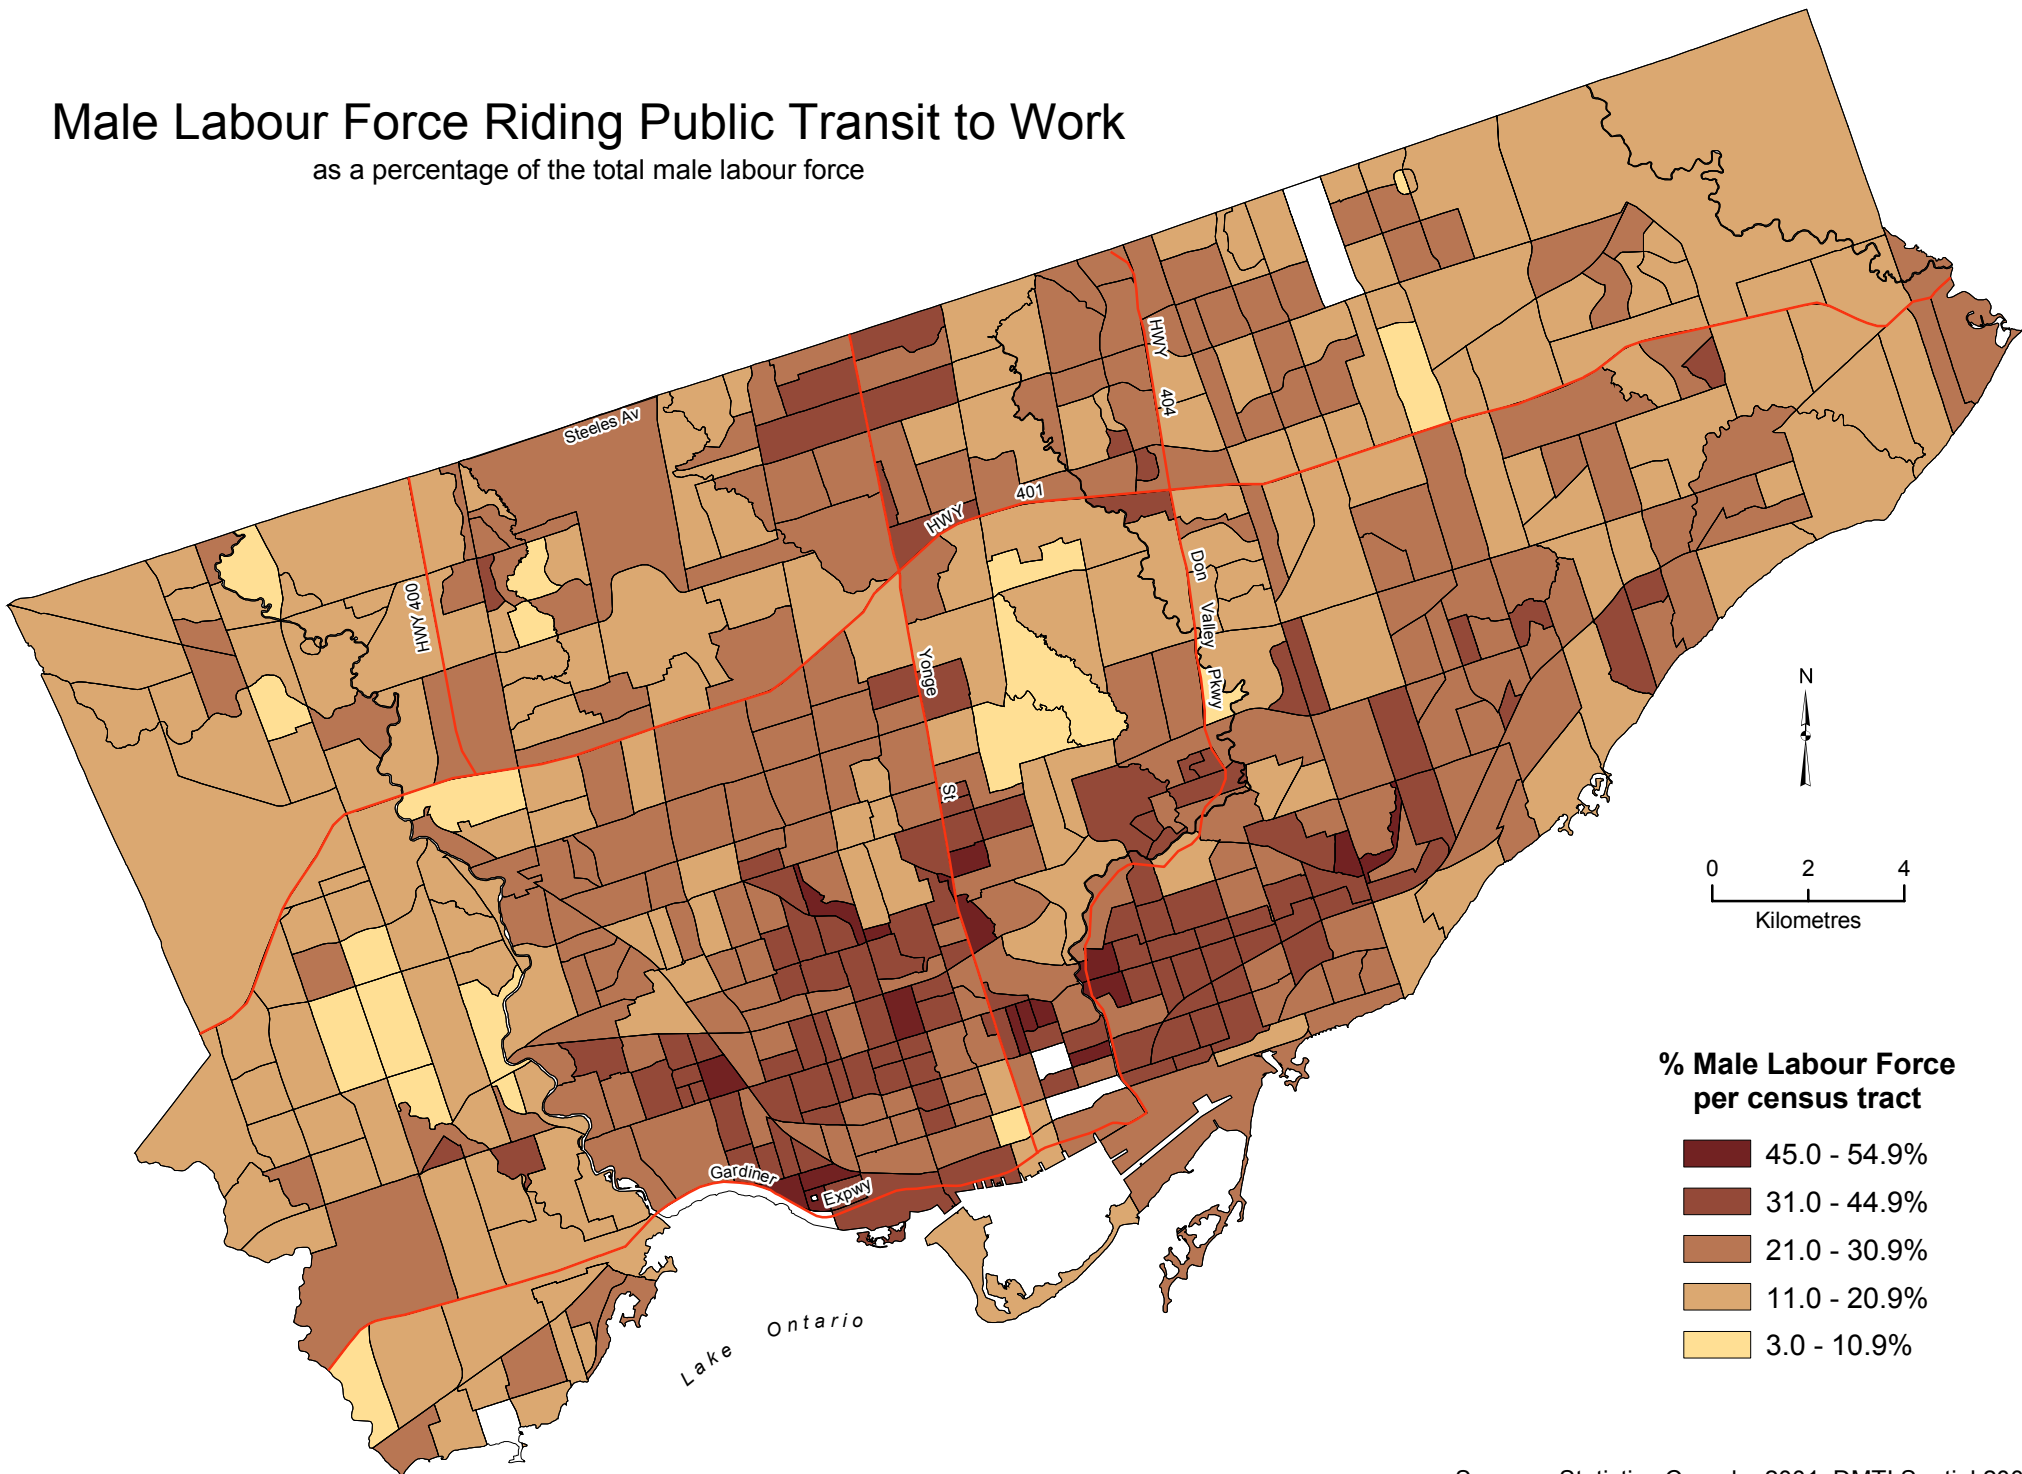 Male Labour Force Riding Public Transit to Work
as a percentage of the total male labour force
Steeles Av
HWY
404
HWY
401
HWY 400
Don
Valley
Pkwy
Yonge
St
N
0 2 4
Kilometres
Gardiner
Expwy
Lake Ontario
% Male Labour Force
per census tract
45.0 - 54.9%
31.0 - 44.9%
21.0 - 30.9%
11.0 - 20.9%
3.0 - 10.9%